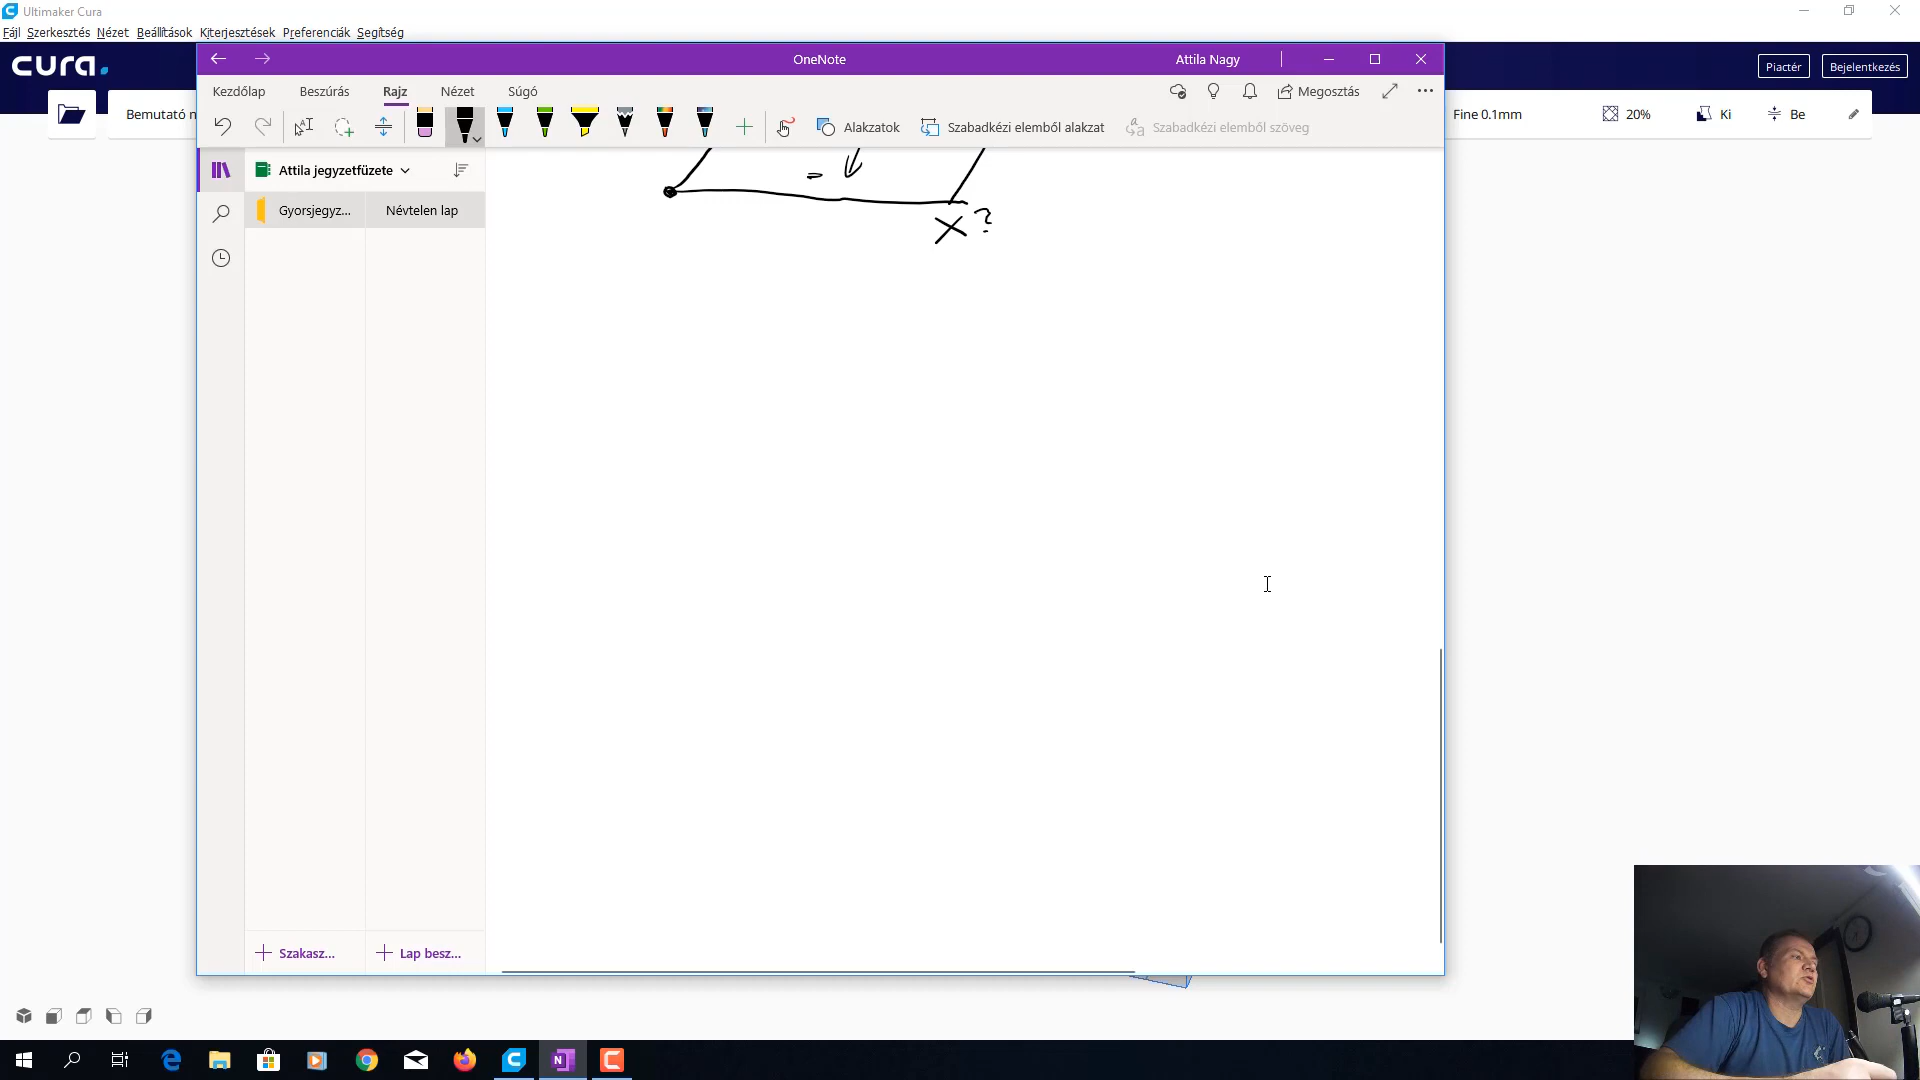 Ultimaker Cura
Fájl Szerkesztés Nézet Beállítások Kiterjesztések Preferenciák Segítség
cura.
Piactér
Bejelentkezés
Bemutató n
Fine 0.1mm
20%
Ki
Be
OneNote
Attila Nagy
Kezdőlap Beszúrás Rajz Nézet Súgó
Megosztás
Alakzatok
Szabadkézi elemből alakzat
Szabadkézi elemből szöveg
Attila jegyzetfüzete
Gyorsjegyz...
Névtelen lap
=
X ?
Szakasz...
Lap besz...